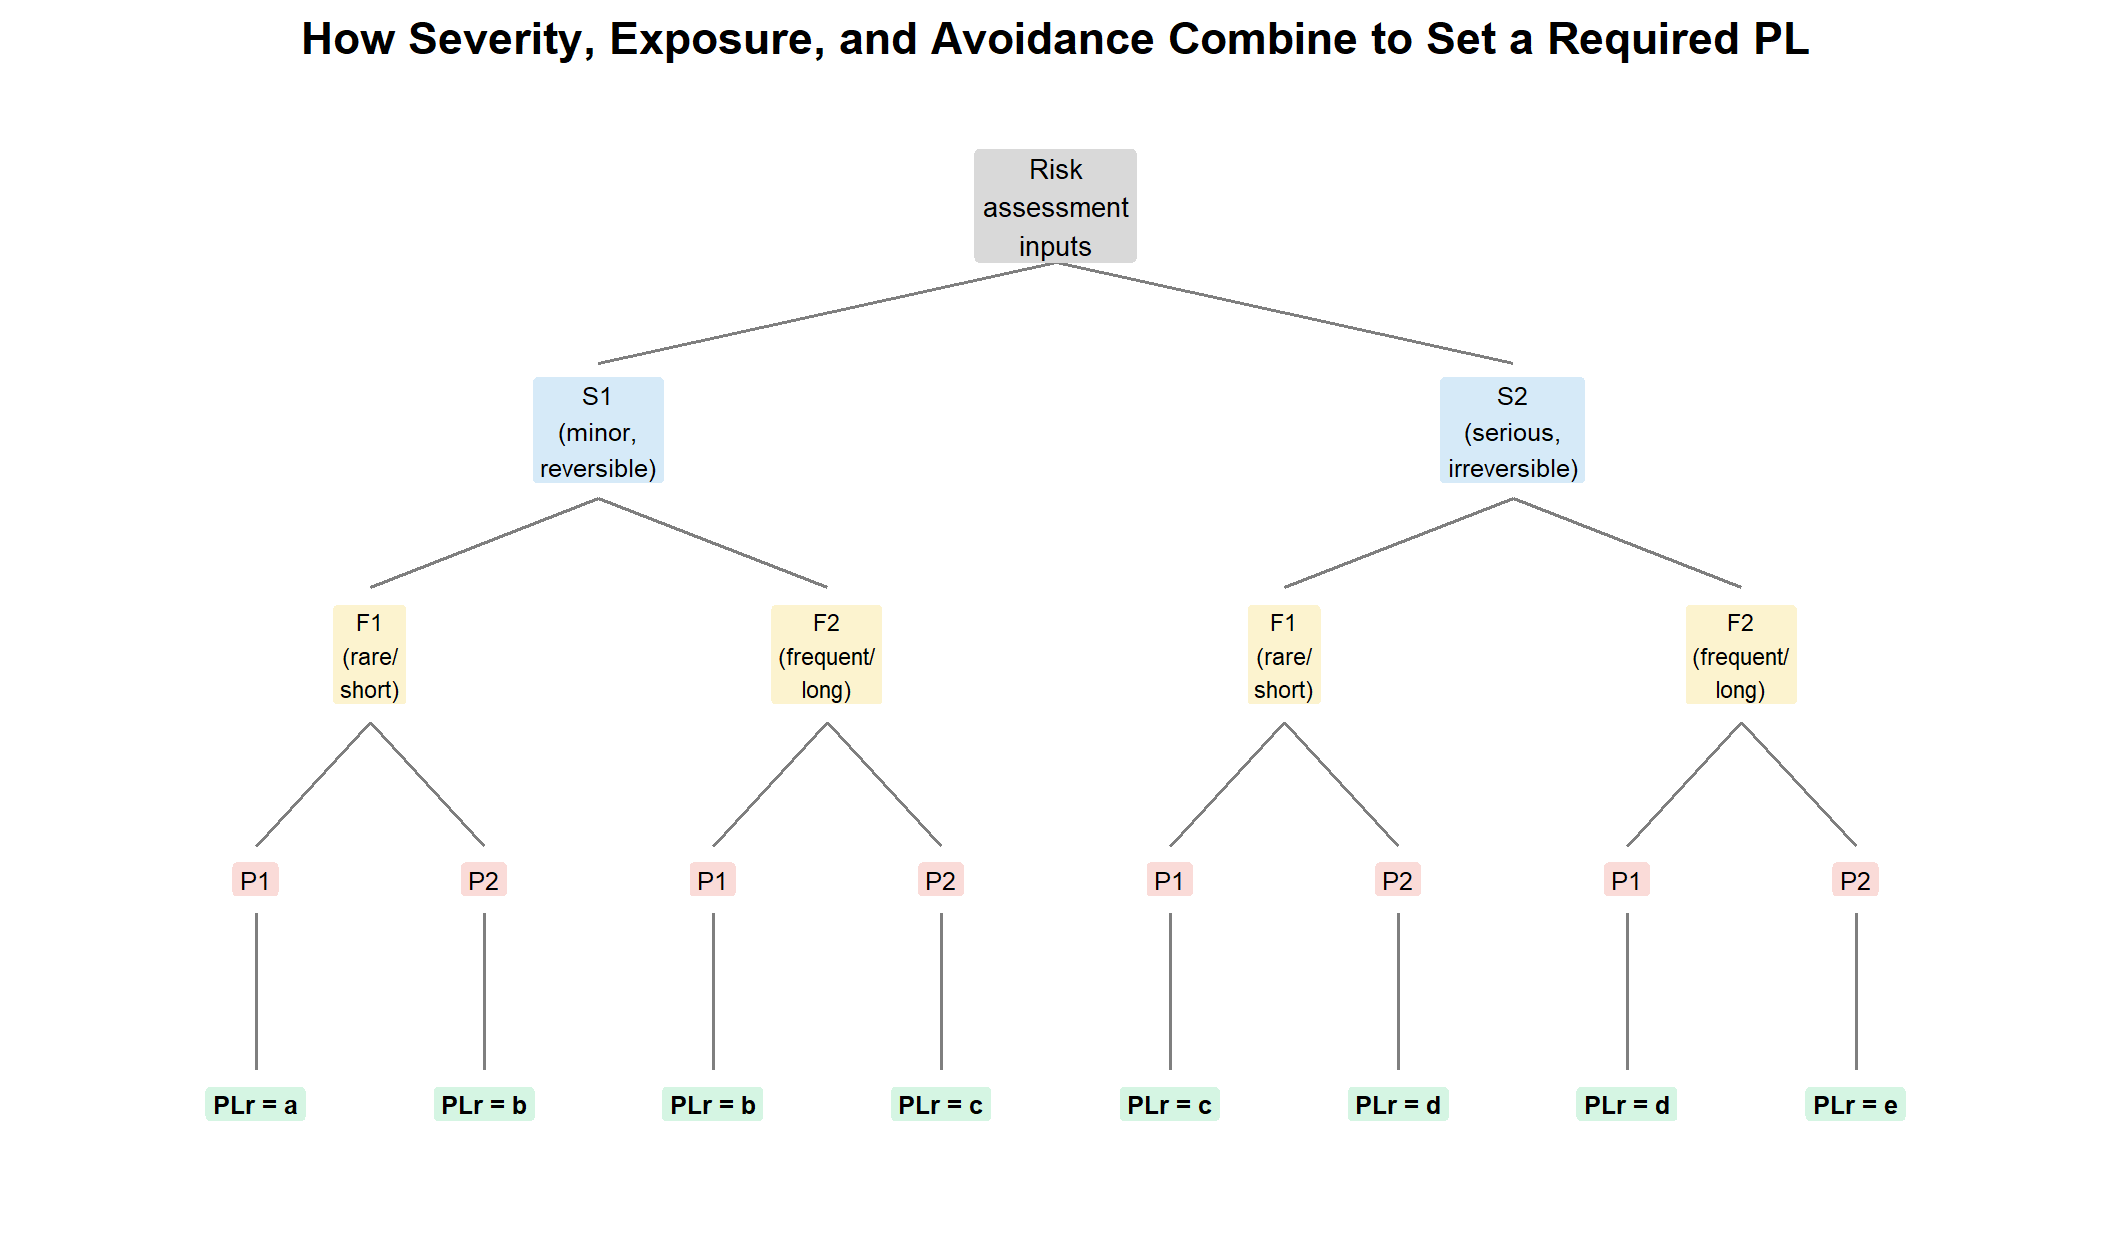 How Severity, Exposure, and Avoidance Combine to Set a Required PL
Risk
assessment
inputs
S1
(minor,
reversible)
S2
(serious,
irreversible)
F1
(rare/
short)
F2
(frequent/
long)
F1
(rare/
short)
F2
(frequent/
long)
P1
P2
P1
P2
P1
P2
P1
P2
PLr = a
PLr = b
PLr = b
PLr = c
PLr = c
PLr = d
PLr = d
PLr = e